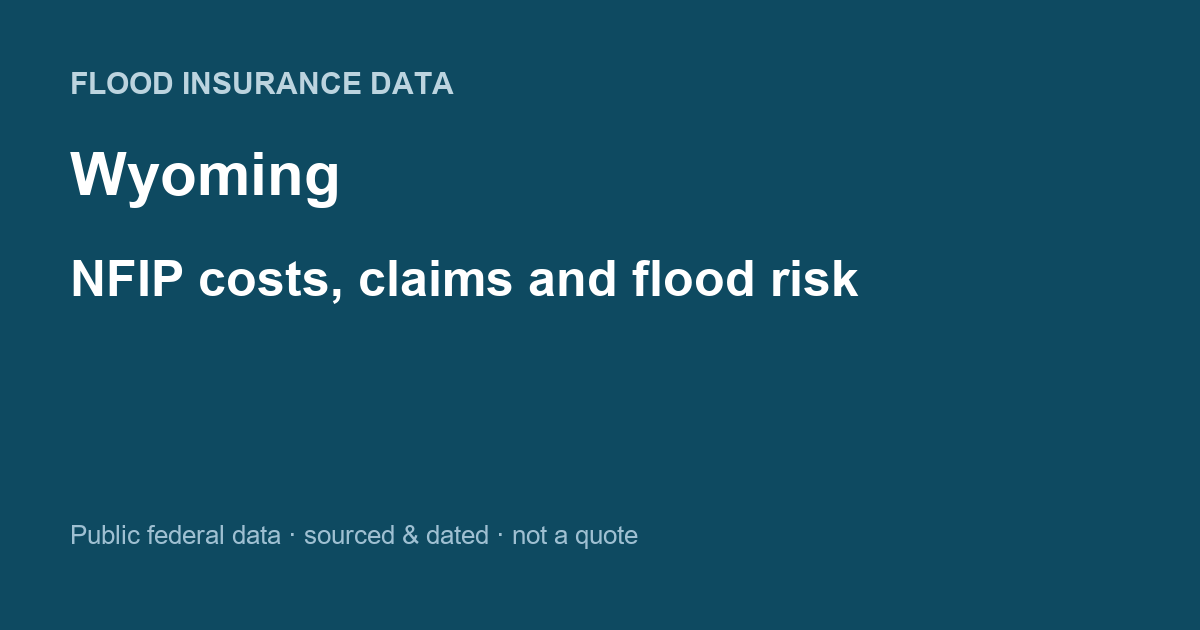 FLOOD INSURANCE DATA
Wyoming
NFIP costs, claims and flood risk
Public federal data · sourced & dated · not a quote